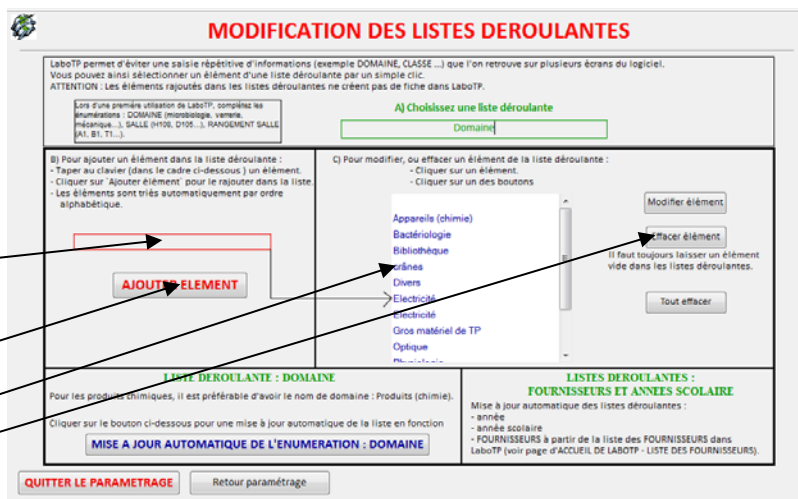 MODIFICATION DES LISTES DEROULANTES
LaboTP permet d'éviter une saisie répétitive d'informations (exemple DOMAINE, CLASSE ...) que l'on retrouve sur plusieurs écrans du logiciel.
Vous pouvez ainsi sélectionner un élément d'une liste déroulante par un simple clic.
ATTENTION : Les éléments rajoutés dans les listes déroulantes ne créent pas de fiche dans LaboTP.
Lors d'une première utilisation de LaboTP, complétez les
énumérations : DOMAINE (microbiologie, verrerie,
mécanique...), SALLE (H108, D105...), RANGEMENT SALLE
(A1, B1, T1...).
A) Choisissez une liste déroulante
Domaine
B) Pour ajouter un élément dans la liste déroulante :
- Taper au clavier (dans le cadre ci-dessous ) un élément.
- Cliquer sur 'Ajouter élément' pour le rajouter dans la liste.
- Les éléments sont triés automatiquement par ordre
alphabétique.
AJOUTER ELEMENT
C) Pour modifier, ou effacer un élément de la liste déroulante :
- Cliquer sur un élément.
- Cliquer sur un des boutons
Appareils (chimie)
Bactériologie
Bibliothèque
crânes
Divers
Electricité
Electricité
Gros matériel de TP
Optique
Physiologie
Modifier élément
Effacer élément
Il faut toujours laisser un élément
vide dans les listes déroulantes.
Tout effacer
LISTE DEROULANTE : DOMAINE
Pour les produits chimiques, il est préférable d'avoir le nom de domaine : Produits (chimie).
Cliquer sur le bouton ci-dessous pour une mise à jour automatique de la liste en fonction
MISE A JOUR AUTOMATIQUE DE L'ENUMERATION : DOMAINE
LISTES DEROULANTES :
FOURNISSEURS ET ANNEES SCOLAIRE
Mise à jour automatique des listes déroulantes :
- année
- année scolaire
- FOURNISSEURS à partir de la liste des FOURNISSEURS dans
LaboTP (voir page d'ACCUEIL DE LABOTP - LISTE DES FOURNISSEURS).
QUITTER LE PARAMETRAGE
Retour paramétrage